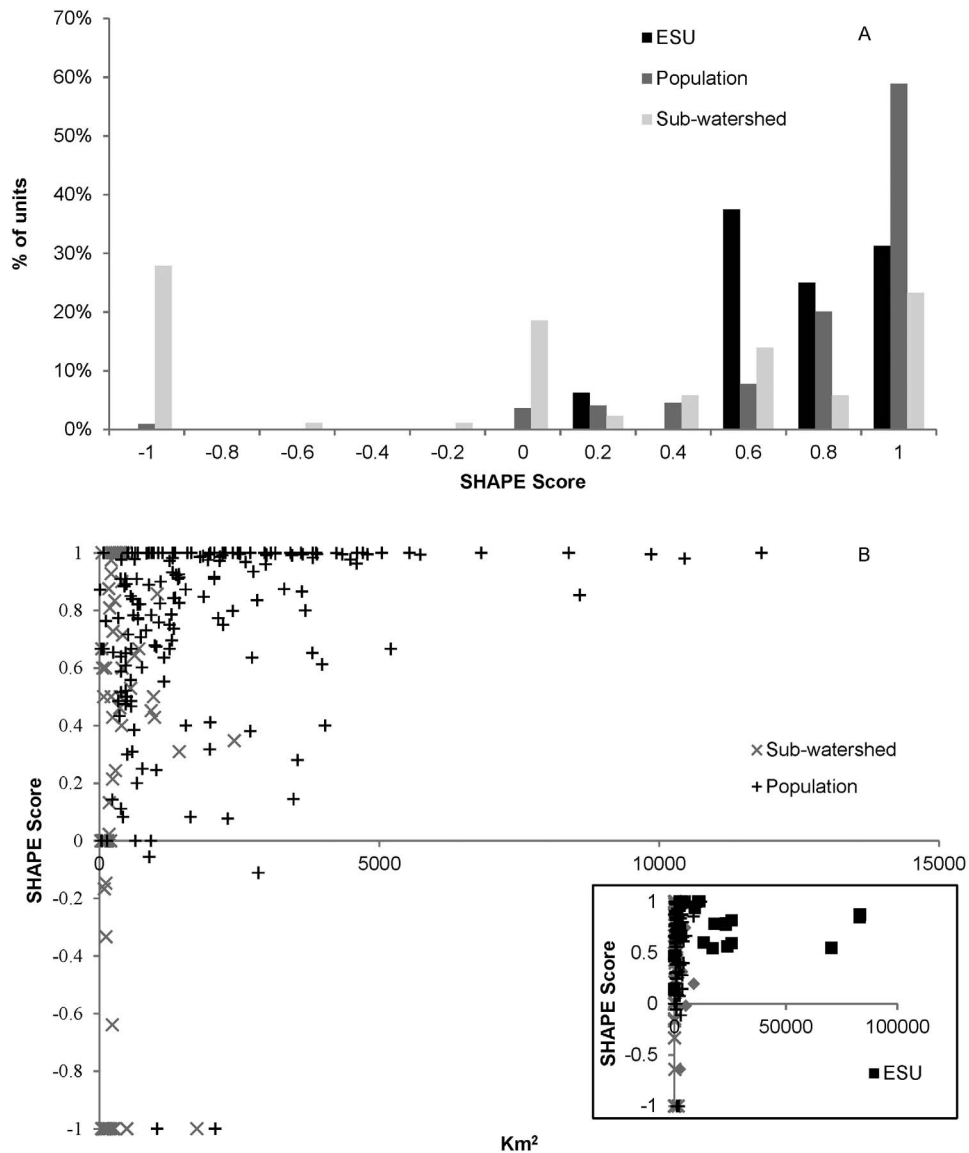 70%
60%
50%
40%
30%
20%
10%
0%
% of units
ESU
Population
Sub-watershed
A
-1 -0.8 -0.6 -0.4 -0.2 0 0.2 0.4 0.6 0.8 1
SHAPE Score
B
1
0.8
0.6
0.4
0.2
0
-0.2
-0.4
-0.6
-0.8
-1
SHAPE Score
Sub-watershed
Population
0 5000 10000 15000
1
0.5
0
-0.5
-1
SHAPE Score
0 50000 100000
ESU
Km²